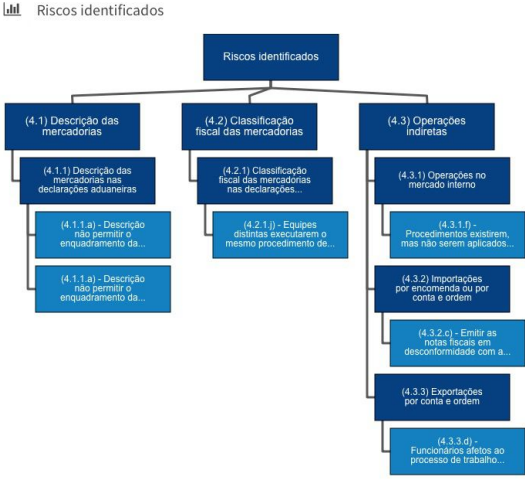 Riscos identificados
Riscos identificados
(4.1) Descrição das
mercadorias
(4.1.1) Descrição das
mercadorias nas
declarações aduaneiras
(4.1.1.a) - Descrição
não permitir o
enquadramento da...
(4.1.1.a) - Descrição
não permitir o
enquadramento da...
(4.2) Classificação
fiscal das mercadorias
(4.2.1) Classificação
fiscal das mercadorias
nas declarações...
(4.2.1.j) - Equipes
distintas executarem o
mesmo procedimento de...
(4.3) Operações
indiretas
(4.3.1) Operações no
mercado interno
(4.3.1.f) -
Procedimentos existirem,
mas não serem aplicados...
(4.3.2) Importações
por encomenda ou por
conta e ordem
(4.3.2.c) - Emitir as
notas fiscais em
desconformidade com a...
(4.3.3) Exportações
por conta e ordem
(4.3.3.d) -
Funcionários afetos ao
processo de trabalho...